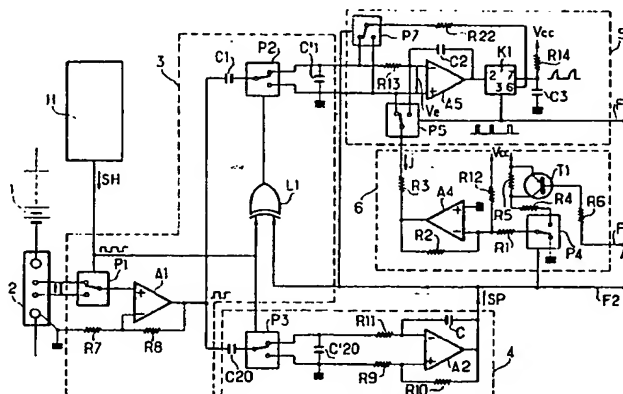 P7
R22
Vcc
5
C1
P2
C'1
C2
K1
R14
3
R13
A5
2 7
3 6
C3
H
Ve
P5
F
SH
j
Vcc
T1
L1
R3
R12
R4
R6
A4
R5
6
1
R2
R1
P4
F
P1
A1
2
SP
F2
R7
R8
P3
R11
C
C20
C'20
A2
4
R9
R10